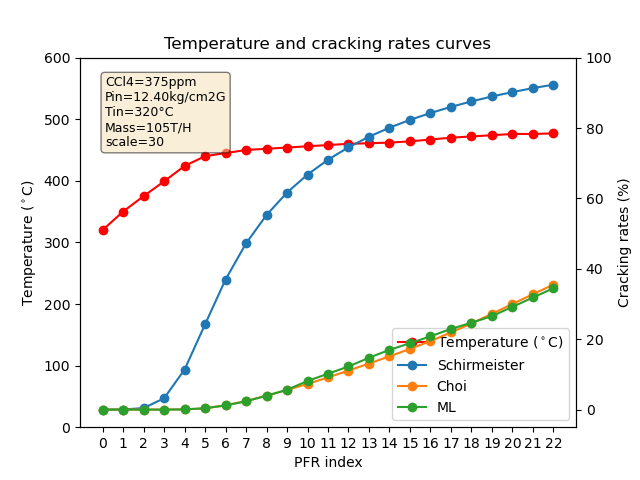 Temperature and cracking rates curves
CCl4=375ppm
Pin=12.40kg/cm2G
Tin=320°C
Mass=105T/H
scale=30
Temperature (°C)
600
500
400
300
200
100
0
100
80
60
40
20
0
Cracking rates (%)
Temperature (°C)
Schirmeister
Choi
ML
0 1 2 3 4 5 6 7 8 9 10 11 12 13 14 15 16 17 18 19 20 21 22
PFR index